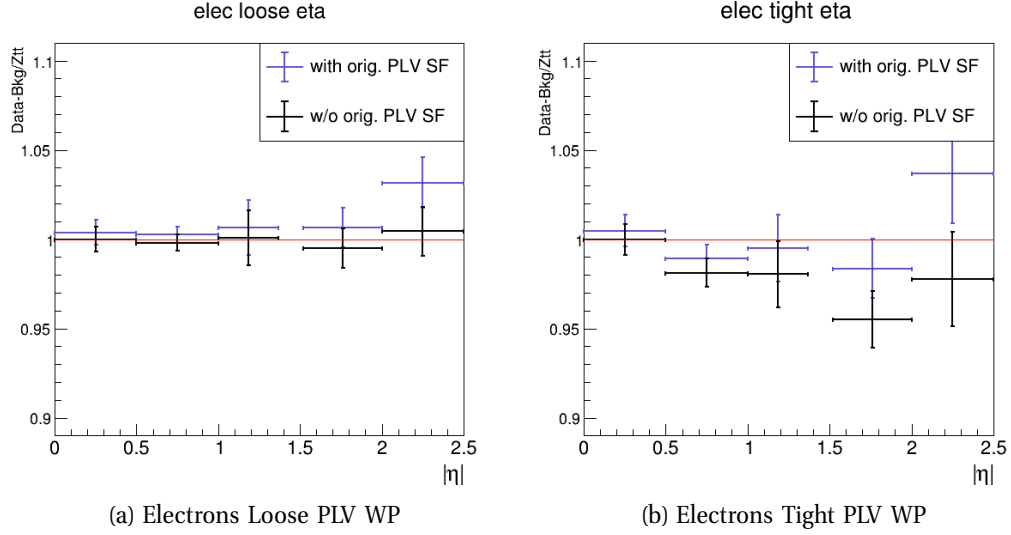 elec loose eta
Data-Bkg/Ztt
1.1
1.05
1
0.95
0.9
with orig. PLV SF
w/o orig. PLV SF
0 0.5 1 1.5 2 2.5
|η|
(a) Electrons Loose PLV WP
elec tight eta
Data-Bkg/Ztt
1.1
1.05
1
0.95
0.9
with orig. PLV SF
w/o orig. PLV SF
0 0.5 1 1.5 2 2.5
|η|
(b) Electrons Tight PLV WP